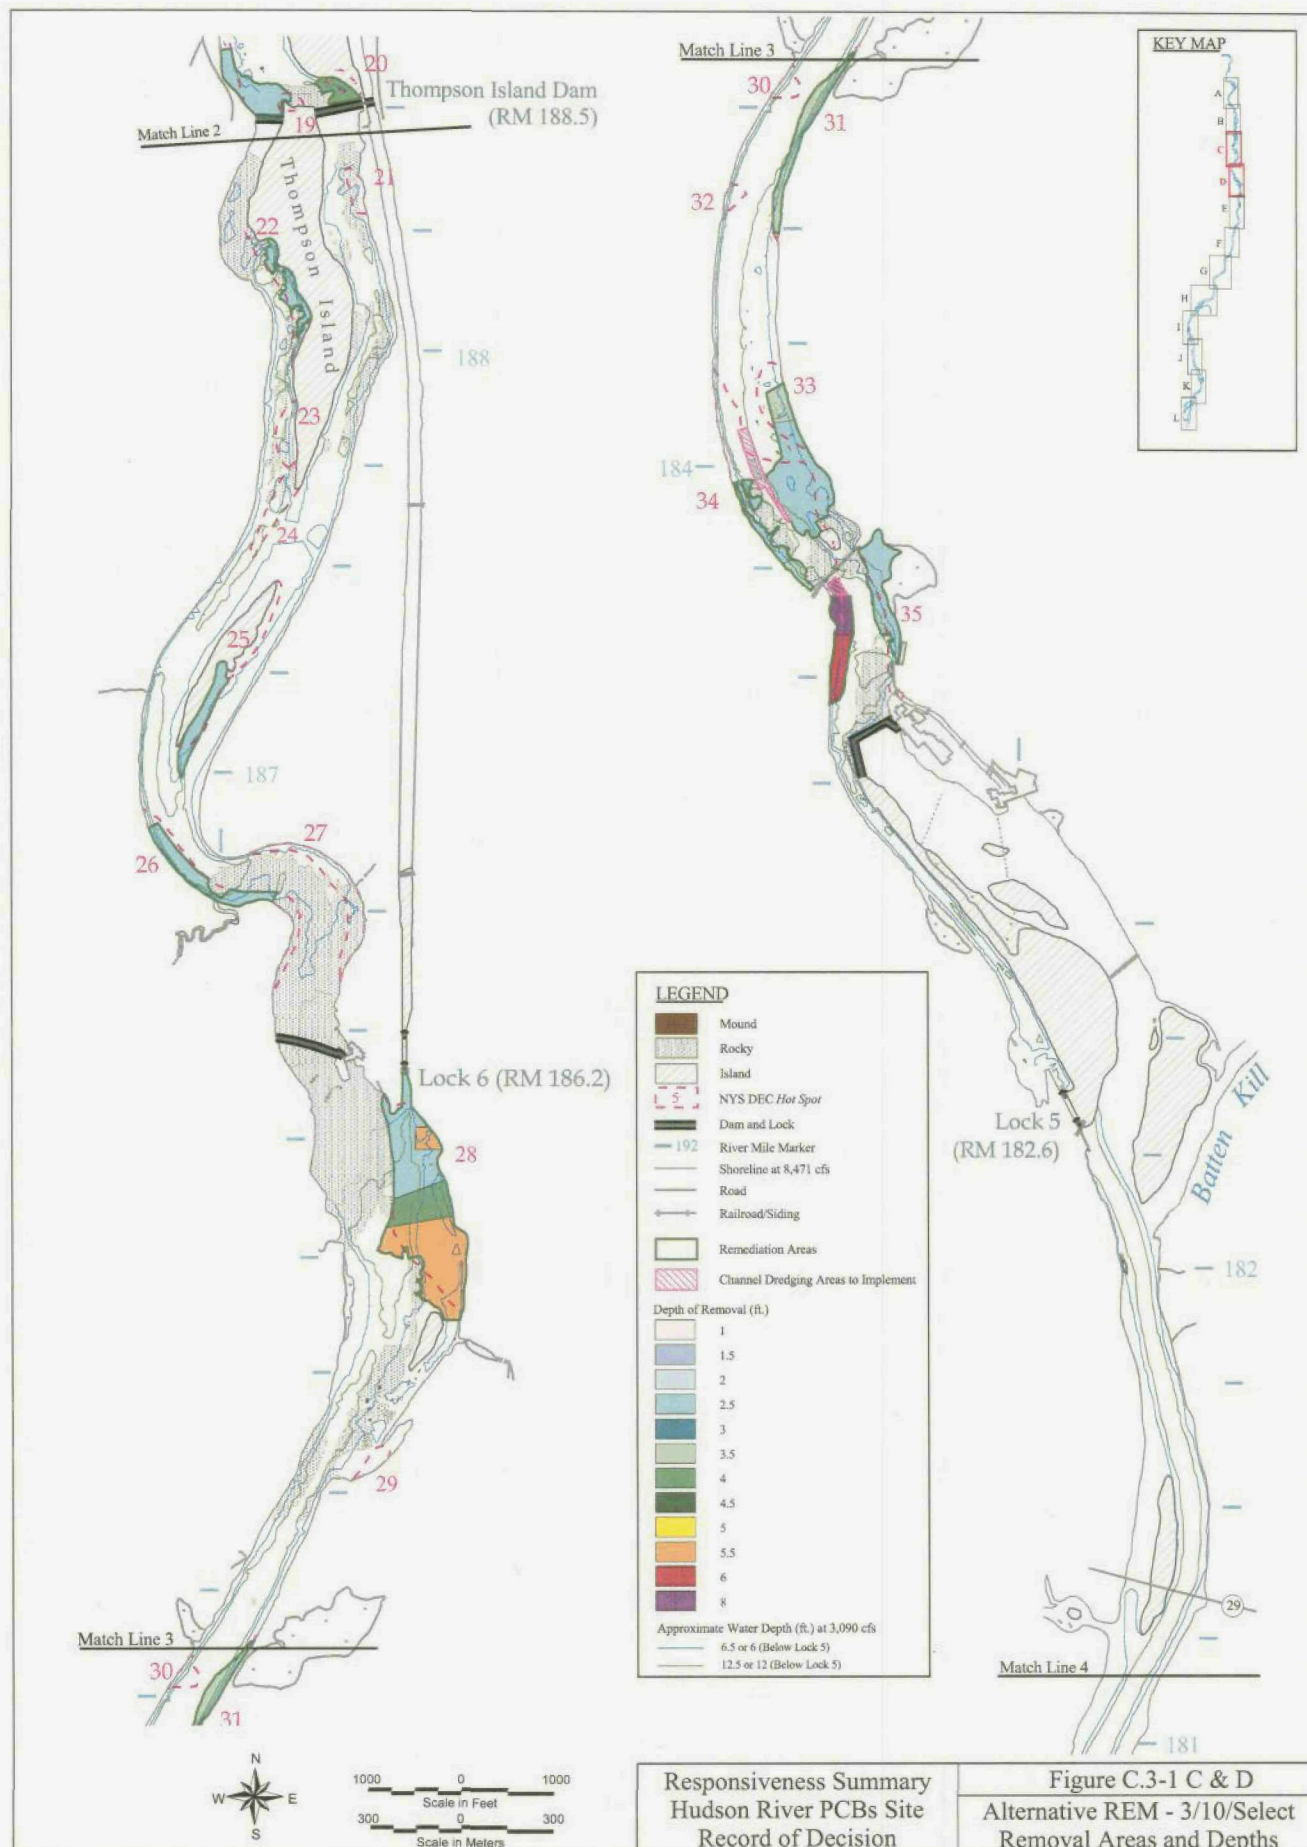 20
Thompson Island Dam
(RM 188.5)
19
Match Line 2
21
Thompson Island
22
188
23
24
25
187
26
27
Lock 6 (RM 186.2)
28
29
Match Line 3
30
31
Match Line 3
30
31
32
33
184
34
35
Lock 5
(RM 182.6)
Batten Kill
182
29
Match Line 4
181
KEY MAP
A
B
C
D
E
F
G
H
I
J
K
L
LEGEND
Mound
Rocky
Island
5 NYS DEC Hot Spot
Dam and Lock
192 River Mile Marker
Shoreline at 8,471 cfs
Road
Railroad/Siding
Remediation Areas
Channel Dredging Areas to Implement
Depth of Removal (ft.)
1
1.5
2
2.5
3
3.5
4
4.5
5
5.5
6
8
Approximate Water Depth (ft.) at 3,090 cfs
6.5 or 6 (Below Lock 5)
12.5 or 12 (Below Lock 5)
N
W E
S
1000 0 1000
Scale in Feet
300 0 300
Scale in Meters
Responsiveness Summary
Hudson River PCBs Site
Record of Decision
Figure C.3-1 C & D
Alternative REM - 3/10/Select
Removal Areas and Depths